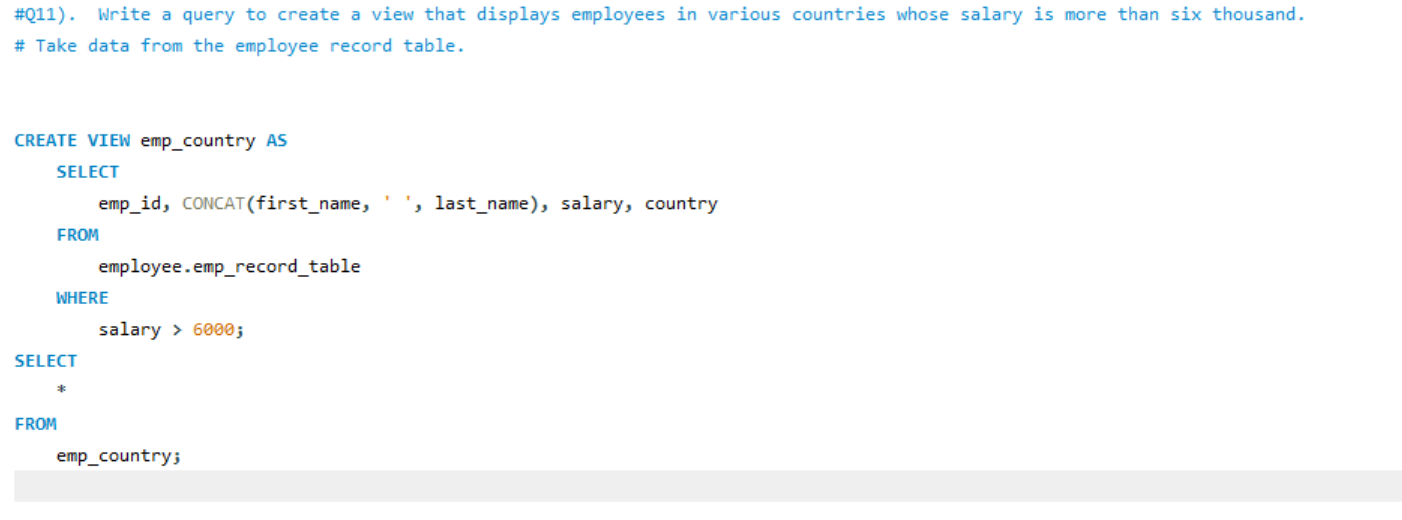 #Q11).  Write a query to create a view that displays employees in various countries whose salary is more than six thousand.
# Take data from the employee record table.
CREATE VIEW emp_country AS
SELECT
emp_id, CONCAT(first_name, ' ', last_name), salary, country
FROM
employee.emp_record_table
WHERE
salary > 6000;
SELECT
*
FROM
emp_country;